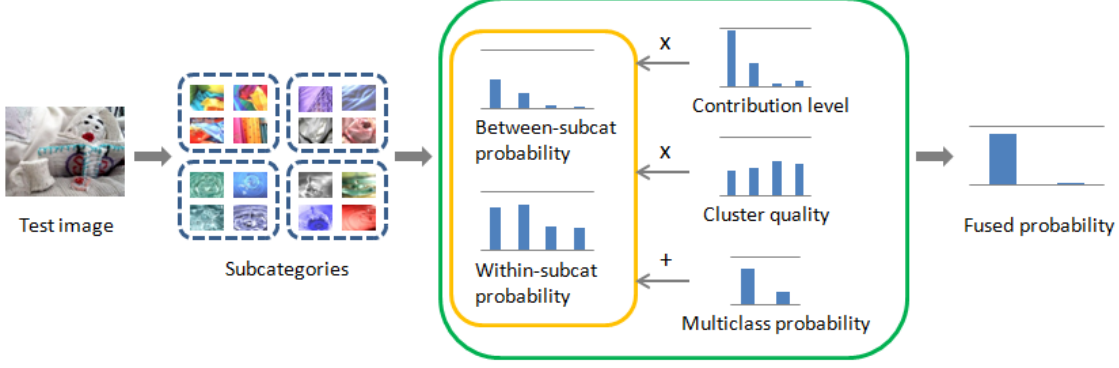 Test image
Subcategories
Between-subcat
probability
Within-subcat
probability
x
Contribution level
x
Cluster quality
+
Multiclass probability
Fused probability